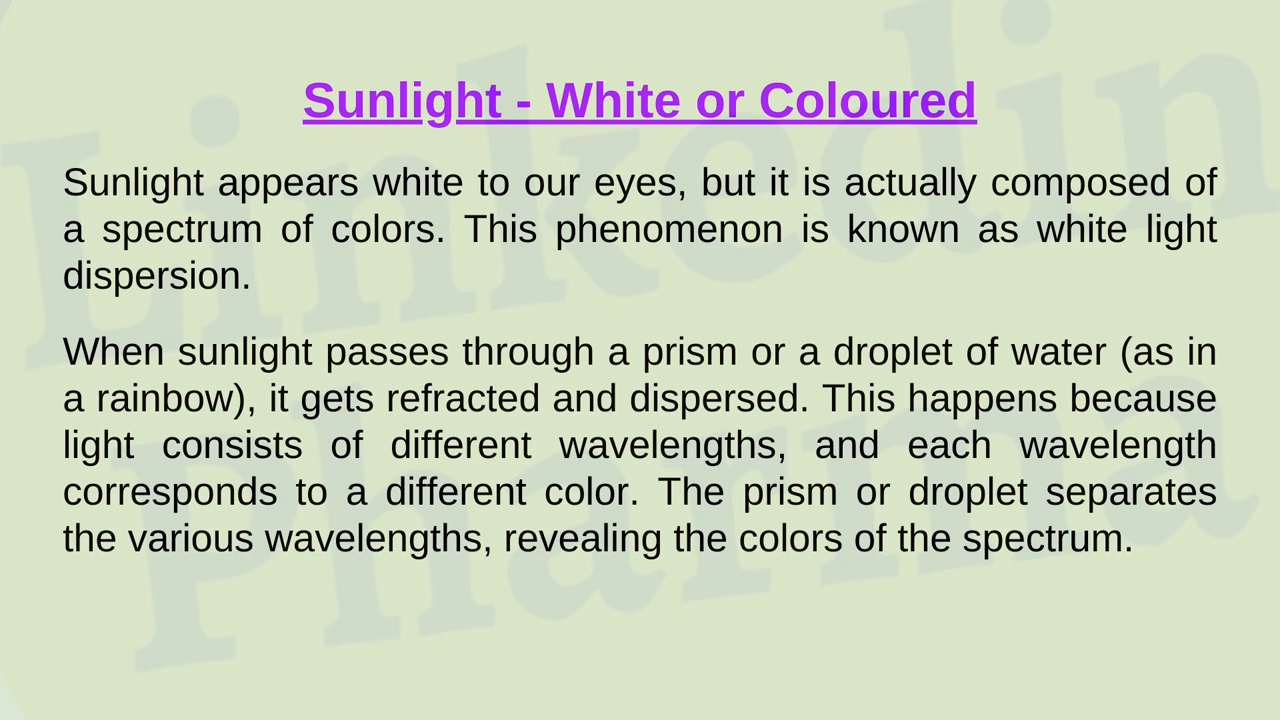 Sunlight - White or Coloured
Sunlight appears white to our eyes, but it is actually composed of
a spectrum of colors. This phenomenon is known as white light
dispersion.
When sunlight passes through a prism or a droplet of water (as in
a rainbow), it gets refracted and dispersed. This happens because
light consists of different wavelengths, and each wavelength
corresponds to a different color. The prism or droplet separates
the various wavelengths, revealing the colors of the spectrum.
Linkedin
Pharma